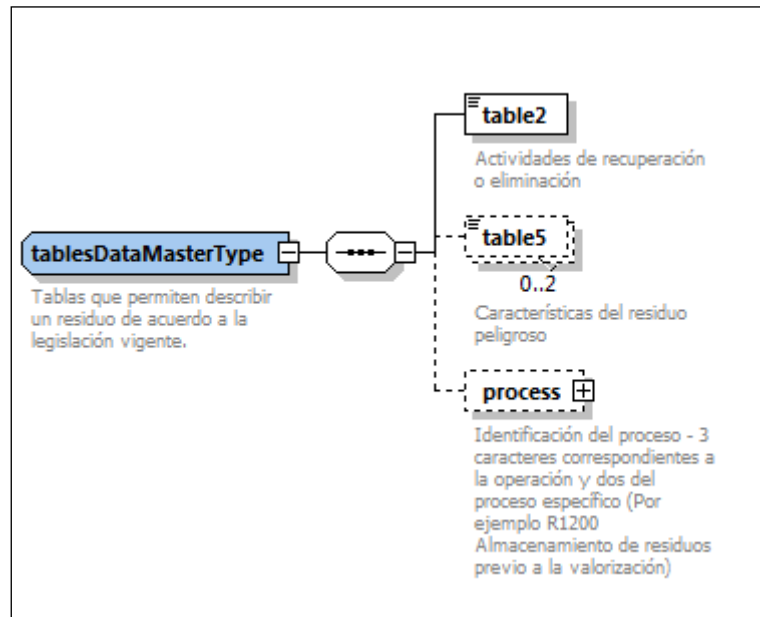 table2
Actividades de recuperación
o eliminación
tablesDataMasterType
Tablas que permiten describir
un residuo de acuerdo a la
legislación vigente.
table5
0..2
Características del residuo
peligroso
process
Identificación del proceso - 3
caracteres correspondientes a
la operación y dos del
proceso específico (Por
ejemplo R1200
Almacenamiento de residuos
previo a la valorización)